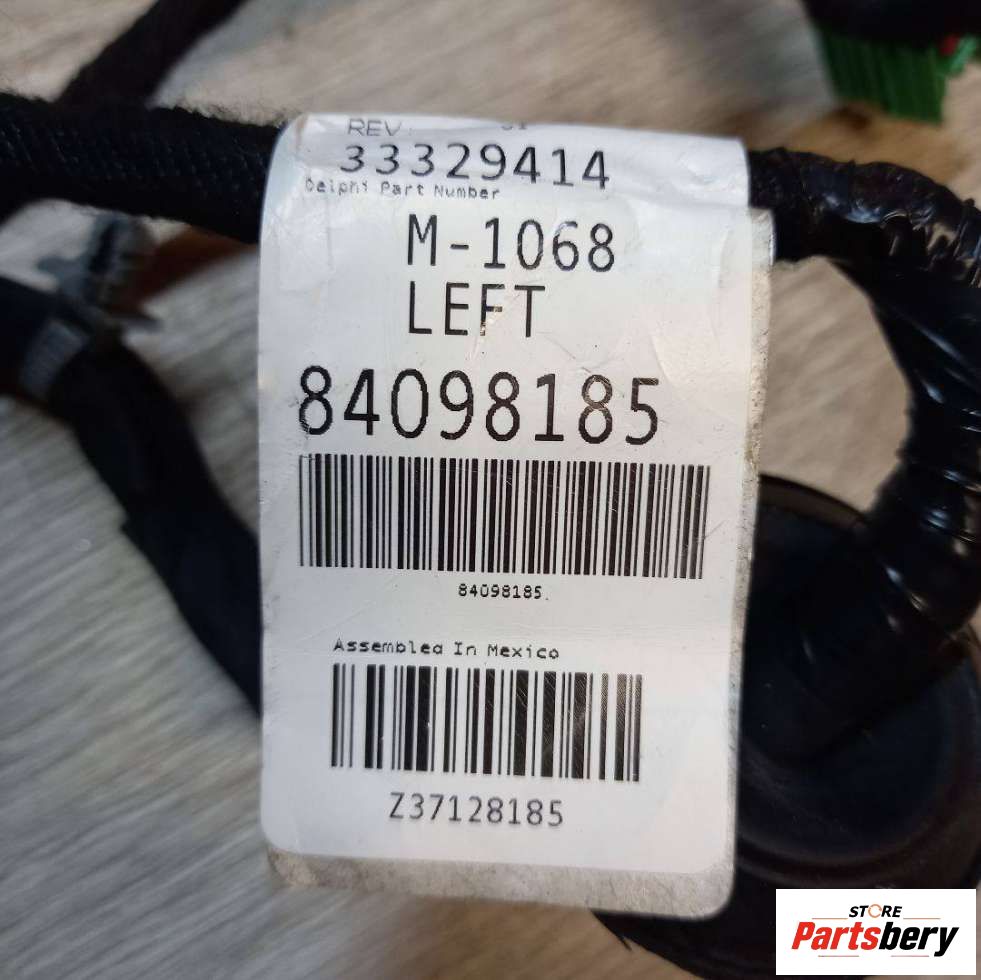 REV:
33329414
Delphi Part Number
M-1068
LEFT
84098185
84098185
Assembled In Mexico
Z37128185
STORE
Partsbery